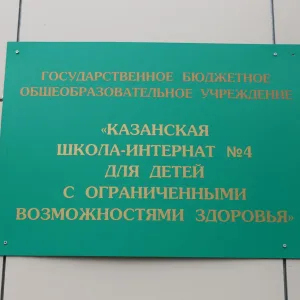 ГОСУДАРСТВЕННОЕ БЮДЖЕТНОЕ
ОБЩЕОБРАЗОВАТЕЛЬНОЕ УЧРЕЖДЕНИЕ
«КАЗАНСКАЯ
ШКОЛА-ИНТЕРНАТ №4
ДЛЯ ДЕТЕЙ
С ОГРАНИЧЕННЫМИ
ВОЗМОЖНОСТЯМИ ЗДОРОВЬЯ»